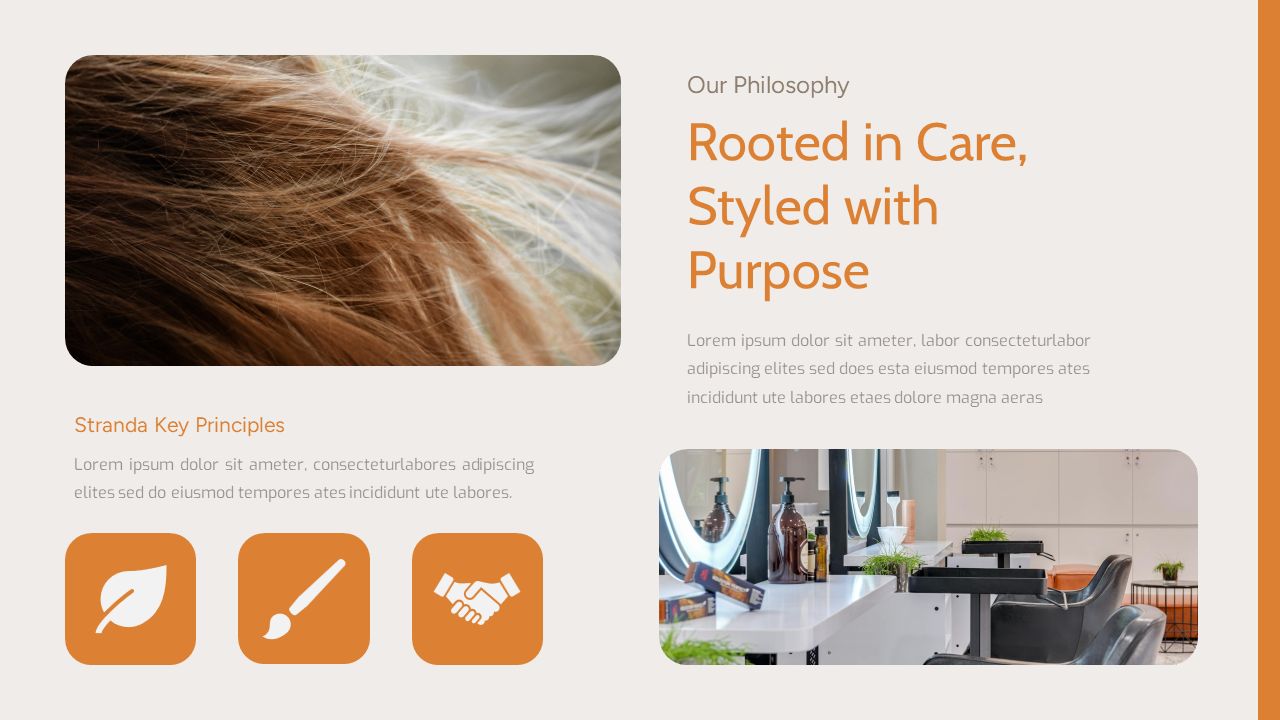 Our Philosophy
Rooted in Care,
Styled with
Purpose
Lorem ipsum dolor sit ameter, labor consecteturlabor
adipiscing elites sed does esta eiusmod tempores ates
incididunt ute labores etaes dolore magna aeras
Stranda Key Principles
Lorem ipsum dolor sit ameter, consecteturlabores adipiscing
elites sed do eiusmod tempores ates incididunt ute labores.